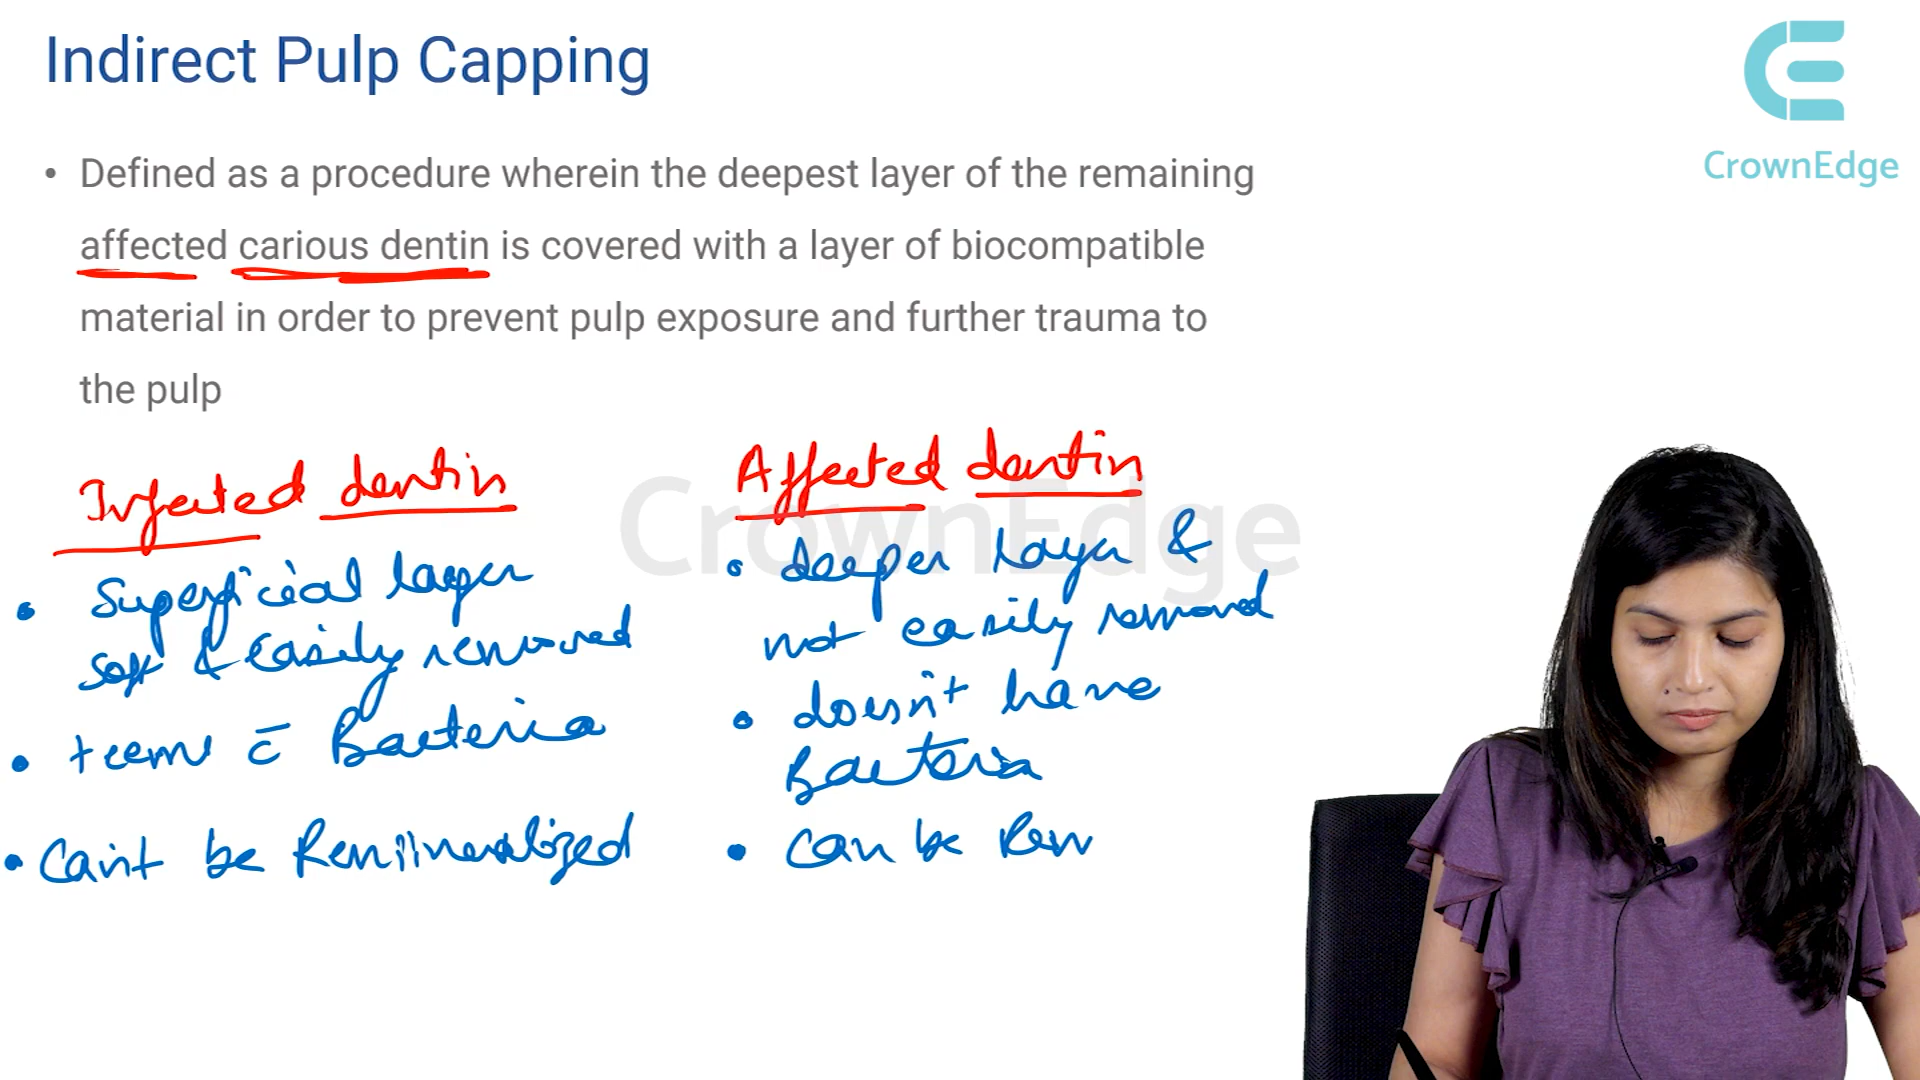 Indirect Pulp Capping
CrownEdge
• Defined as a procedure wherein the deepest layer of the remaining
affected carious dentin is covered with a layer of biocompatible
material in order to prevent pulp exposure and further trauma to
the pulp
CrownEdge
Infected dentin
• Superficial layer
soft & easily removed
• teems c̄ Bacteria
• Can't be Remineralized
Affected dentin
• deeper layer &
not easily removed
• doesn't have
Bacteria
• Can be Rem